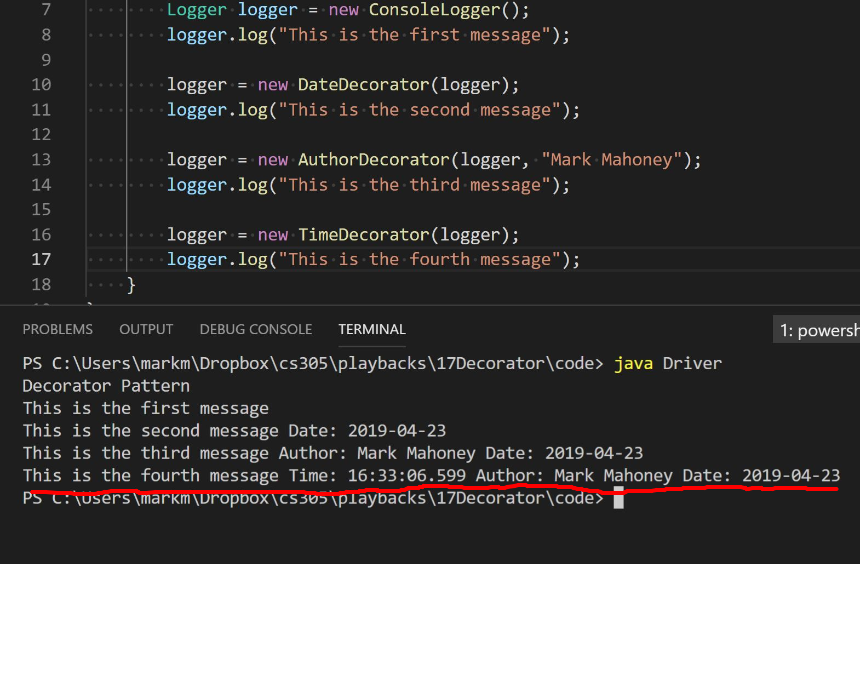 7 Logger logger = new ConsoleLogger();
8 logger.log("This is the first message");
9
10 logger = new DateDecorator(logger);
11 logger.log("This is the second message");
12
13 logger = new AuthorDecorator(logger, "Mark Mahoney");
14 logger.log("This is the third message");
15
16 logger = new TimeDecorator(logger);
17 logger.log("This is the fourth message");
18 }
PROBLEMS OUTPUT DEBUG CONSOLE TERMINAL 1: powersh
PS C:\Users\markm\Dropbox\cs305\playbacks\17Decorator\code> java Driver
Decorator Pattern
This is the first message
This is the second message Date: 2019-04-23
This is the third message Author: Mark Mahoney Date: 2019-04-23
This is the fourth message Time: 16:33:06.599 Author: Mark Mahoney Date: 2019-04-23
PS C:\Users\markm\Dropbox\cs305\playbacks\17Decorator\code>